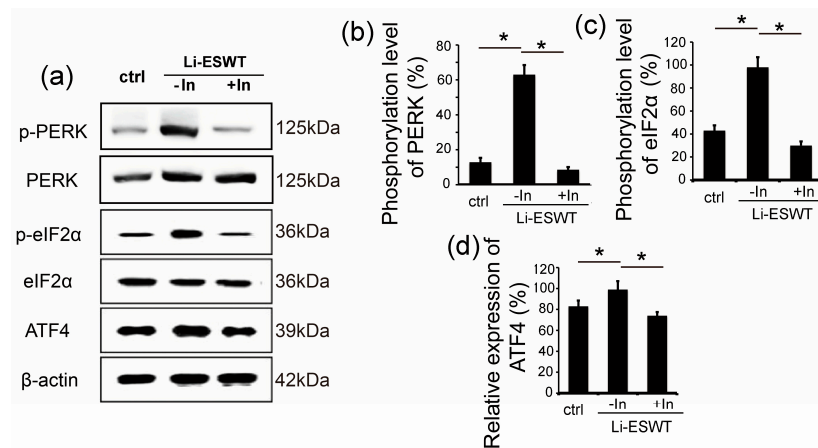 (a)
ctrl
Li-ESWT
-In
+In
p-PERK
125kDa
PERK
125kDa
p-eIF2α
36kDa
eIF2α
36kDa
ATF4
39kDa
β-actin
42kDa
(b)
Phosphorylation level
of PERK (%)
80
60
40
20
0
*
*
ctrl
-In
+In
Li-ESWT
(c)
Phosphorylation level
of eIF2α (%)
120
100
80
60
40
20
0
*
*
ctrl
-In
+In
Li-ESWT
(d)
Relative expression of
ATF4 (%)
120
100
80
60
40
20
0
*
*
ctrl
-In
+In
Li-ESWT